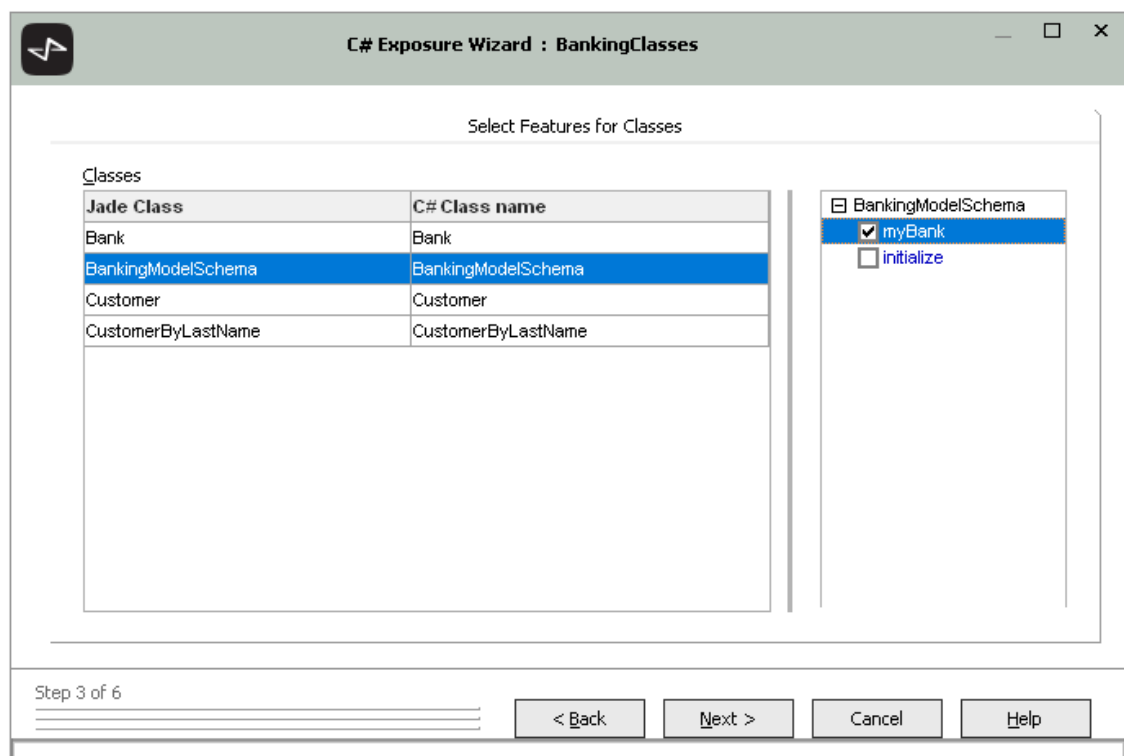 C# Exposure Wizard : BankingClasses
Select Features for Classes
Classes
Jade Class C# Class name
Bank Bank
BankingModelSchema BankingModelSchema
Customer Customer
CustomerByLastName CustomerByLastName
BankingModelSchema
myBank
initialize
Step 3 of 6
< Back Next > Cancel Help